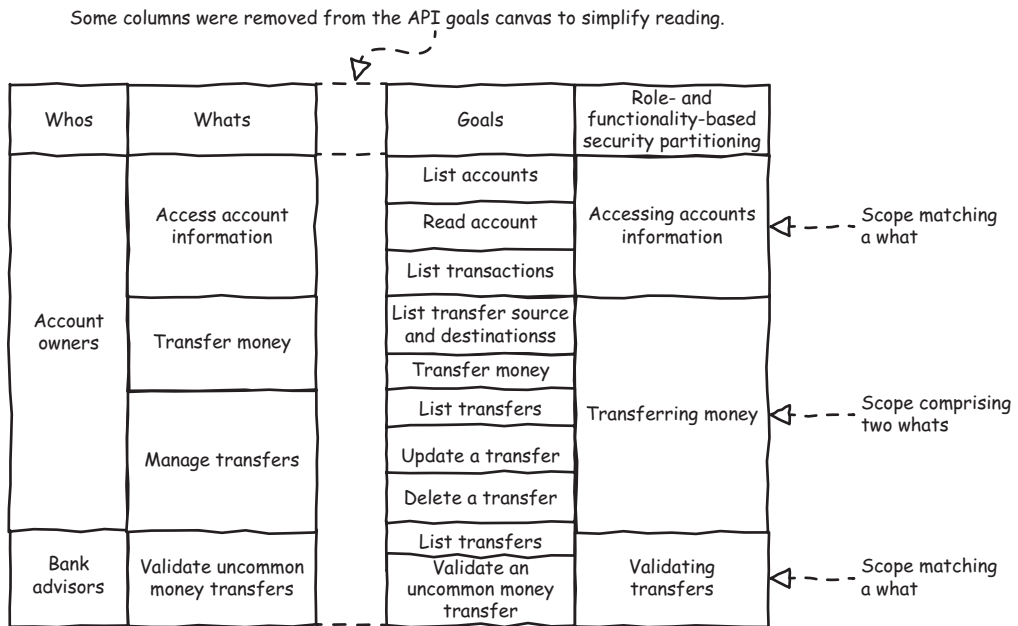 Some columns were removed from the API goals canvas to simplify reading.
Whos
Whats
Goals
Role- and
functionality-based
security partitioning
Account
owners
Access account
information
List accounts
Read account
List transactions
Accessing accounts
information
Scope matching
a what
Transfer money
List transfer source
and destinationss
Transfer money
Manage transfers
List transfers
Update a transfer
Delete a transfer
Transferring money
Scope comprising
two whats
Bank
advisors
Validate uncommon
money transfers
List transfers
Validate an
uncommon money
transfer
Validating
transfers
Scope matching
a what